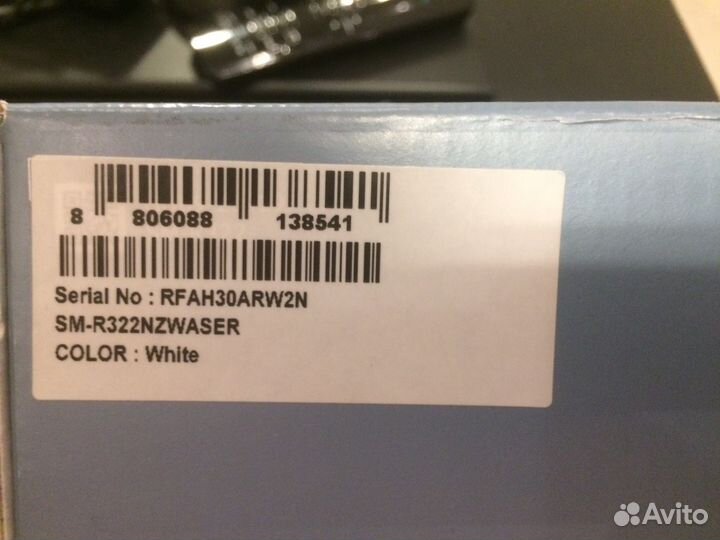 8 806088 138541
Serial No : RFAH30ARW2N
SM-R322NZWASER
COLOR : White
Avito